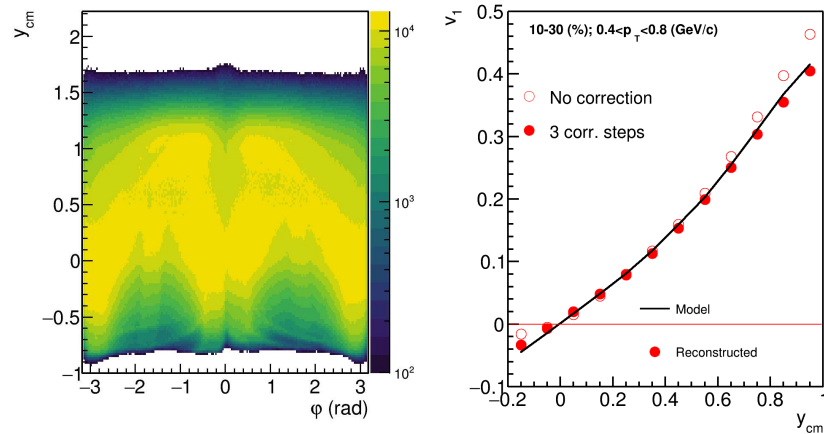 y_cm
2
1.5
1
0.5
0
−0.5
−1
−3 −2 −1 0 1 2 3
φ (rad)
10^4
10^3
10^2
v_1
0.5
0.4
0.3
0.2
0.1
0
−0.1
10-30 (%); 0.4<p_T<0.8 (GeV/c)
No correction
3 corr. steps
Model
Reconstructed
−0.2 0 0.2 0.4 0.6 0.8 1
y_cm